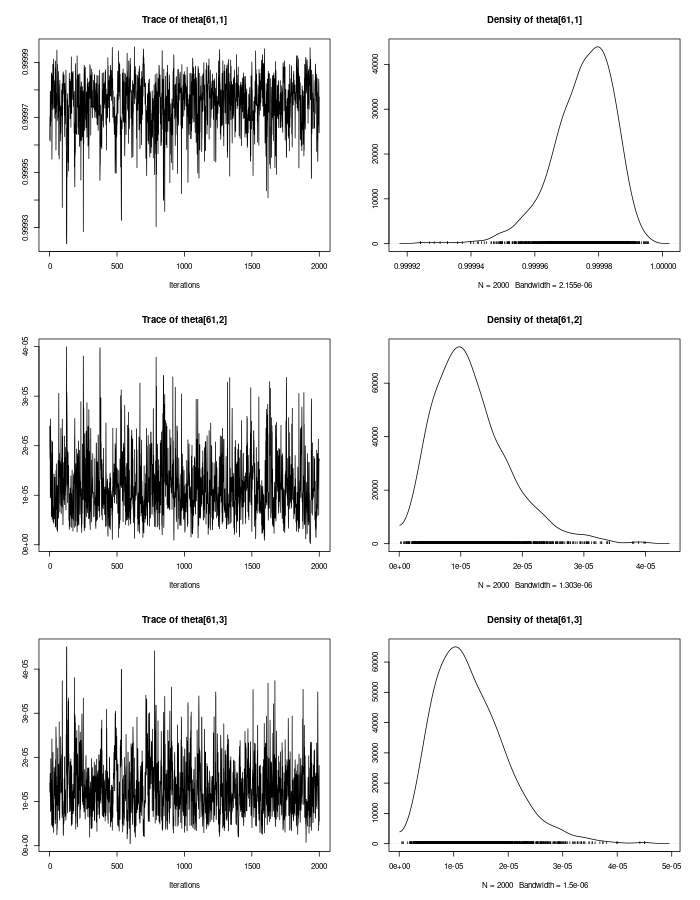 Trace of theta[61,1]
0.99993 0.99995 0.99997 0.99999
0 500 1000 1500 2000
Iterations
Density of theta[61,1]
0 10000 20000 30000 40000
0.99992 0.99994 0.99996 0.99998 1.00000
N = 2000 Bandwidth = 2.155e-06
Trace of theta[61,2]
0e+00 1e-05 2e-05 3e-05 4e-05
0 500 1000 1500 2000
Iterations
Density of theta[61,2]
0 20000 40000 60000
0e+00 1e-05 2e-05 3e-05 4e-05
N = 2000 Bandwidth = 1.303e-06
Trace of theta[61,3]
0e+00 1e-05 2e-05 3e-05 4e-05
0 500 1000 1500 2000
Iterations
Density of theta[61,3]
0 10000 20000 30000 40000 50000 60000
0e+00 1e-05 2e-05 3e-05 4e-05 5e-05
N = 2000 Bandwidth = 1.5e-06